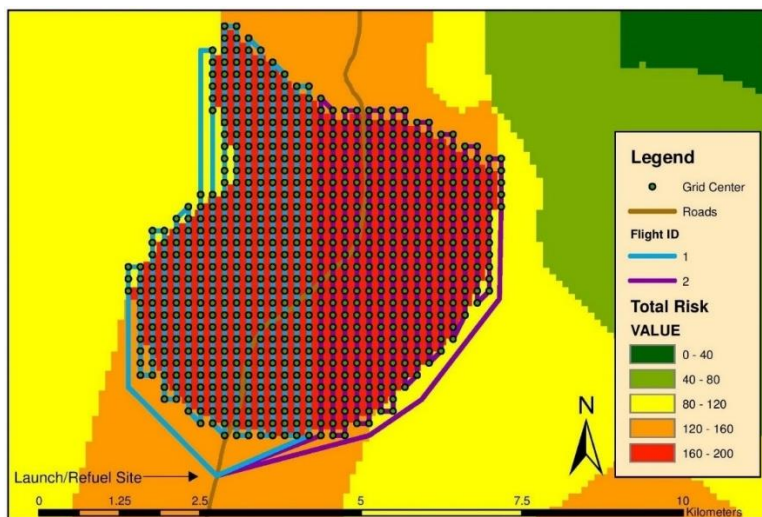 Legend
Grid Center
Roads
Flight ID
1
2
Total Risk
VALUE
0 - 40
40 - 80
80 - 120
120 - 160
160 - 200
N
Launch/Refuel Site
0 1.25 2.5 5 7.5 10
Kilometers